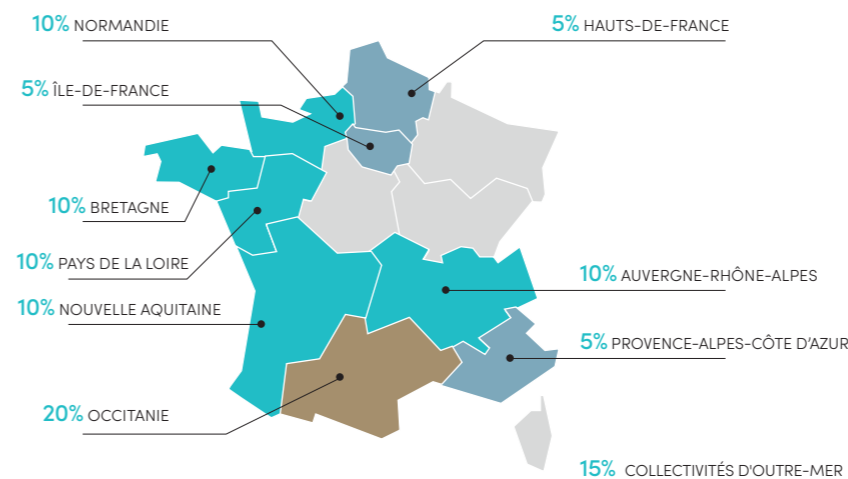 10% NORMANDIE
5% HAUTS-DE-FRANCE
5% ÎLE-DE-FRANCE
10% BRETAGNE
10% PAYS DE LA LOIRE
10% AUVERGNE-RHÔNE-ALPES
10% NOUVELLE AQUITAINE
5% PROVENCE-ALPES-CÔTE D'AZUR
20% OCCITANIE
15% COLLECTIVITÉS D'OUTRE-MER